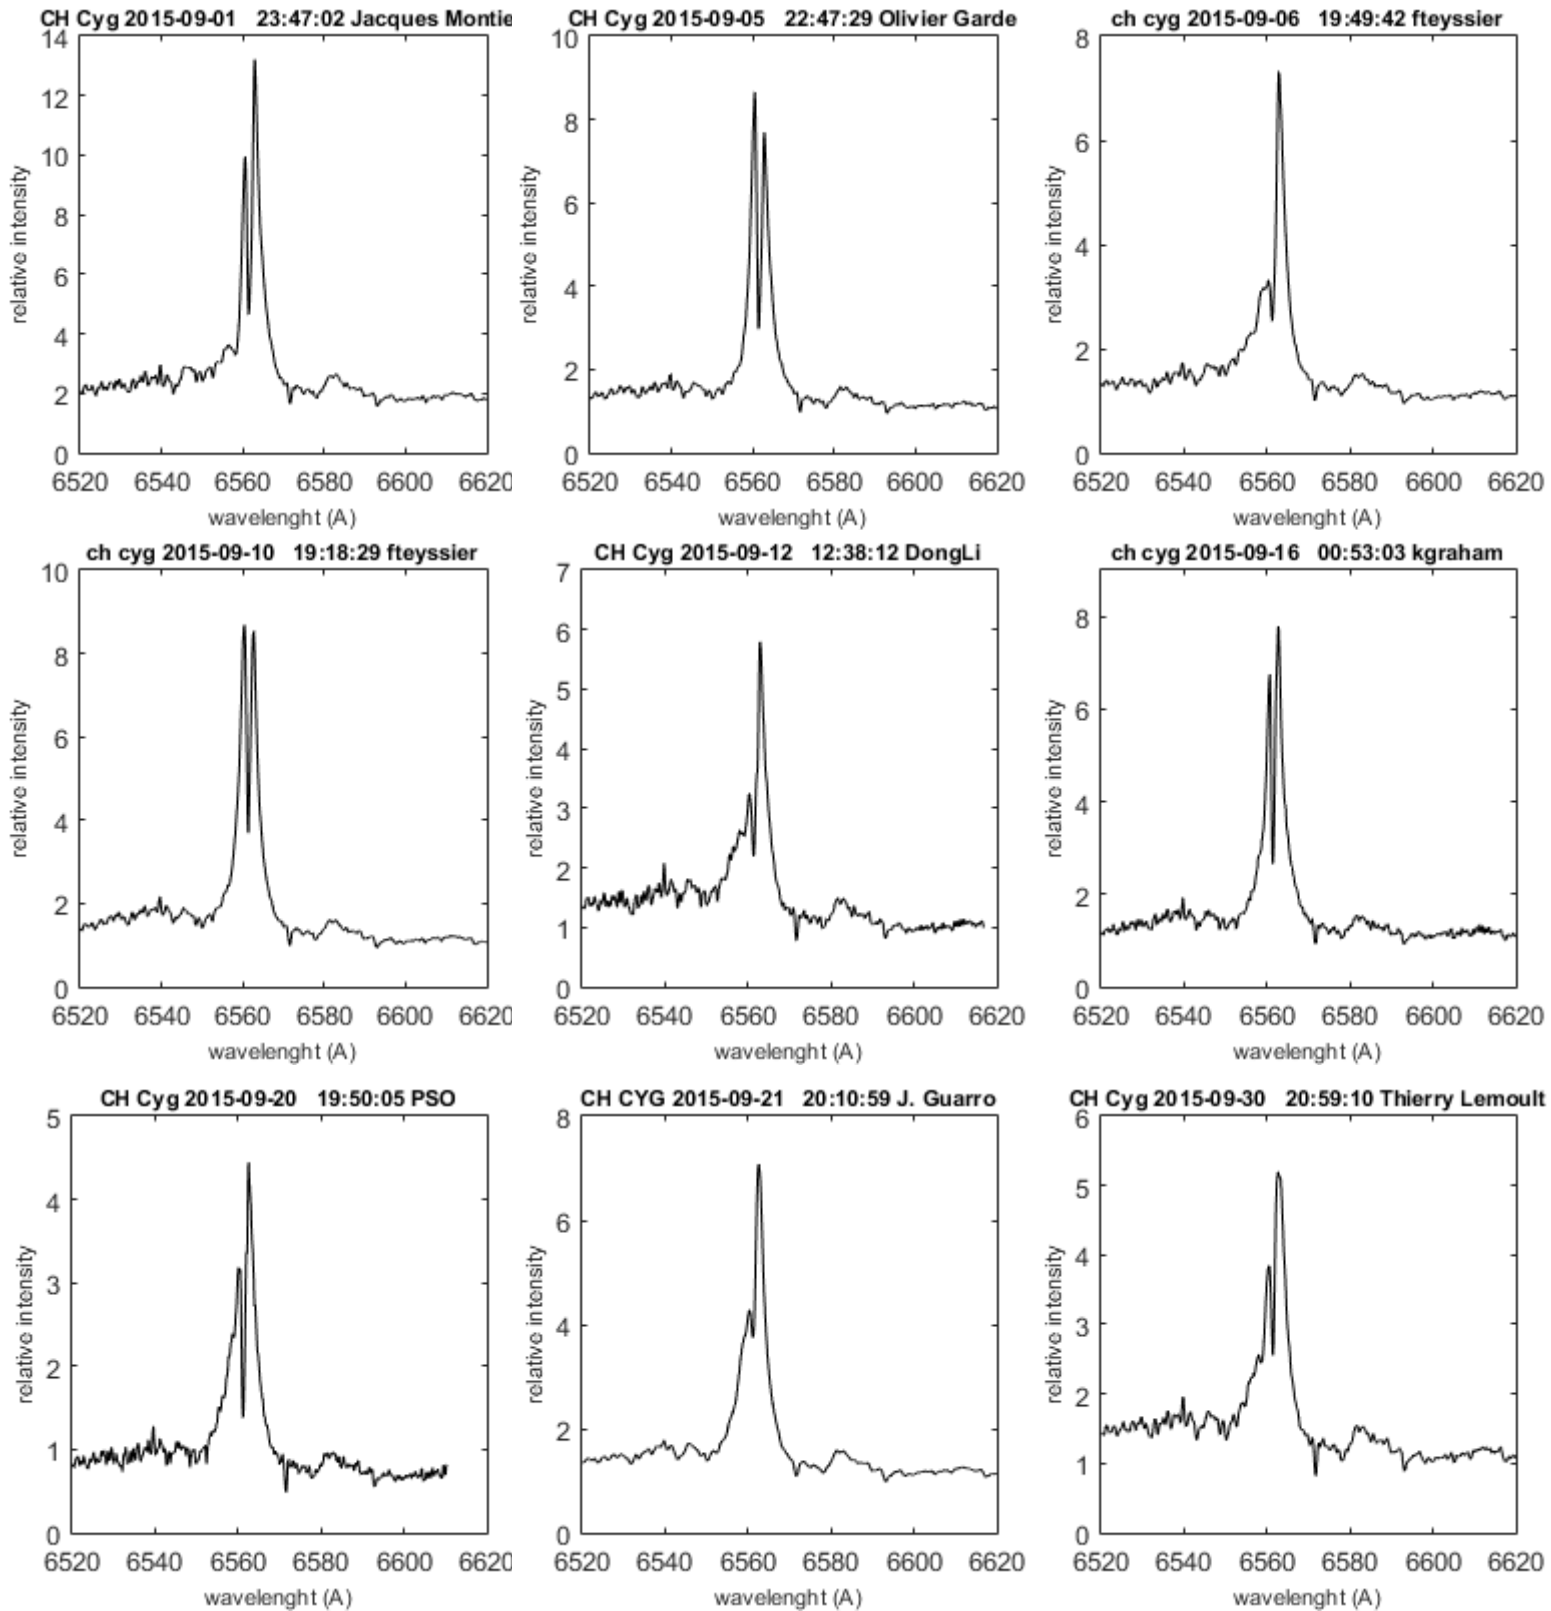 CH Cyg 2015-09-01 23:47:02 Jacques Montie
14
12
10
8
6
4
2
0
relative intensity
6520 6540 6560 6580 6600 6620
wavelenght (A)
CH Cyg 2015-09-05 22:47:29 Olivier Garde
10
8
6
4
2
0
relative intensity
6520 6540 6560 6580 6600 6620
wavelenght (A)
ch cyg 2015-09-06 19:49:42 fteyssier
8
6
4
2
0
relative intensity
6520 6540 6560 6580 6600 6620
wavelenght (A)
ch cyg 2015-09-10 19:18:29 fteyssier
10
8
6
4
2
0
relative intensity
6520 6540 6560 6580 6600 6620
wavelenght (A)
CH Cyg 2015-09-12 12:38:12 DongLi
7
6
5
4
3
2
1
0
relative intensity
6520 6540 6560 6580 6600 6620
wavelenght (A)
ch cyg 2015-09-16 00:53:03 kgraham
8
6
4
2
0
relative intensity
6520 6540 6560 6580 6600 6620
wavelenght (A)
CH Cyg 2015-09-20 19:50:05 PSO
5
4
3
2
1
0
relative intensity
6520 6540 6560 6580 6600 6620
wavelenght (A)
CH CYG 2015-09-21 20:10:59 J. Guarro
8
6
4
2
0
relative intensity
6520 6540 6560 6580 6600 6620
wavelenght (A)
CH Cyg 2015-09-30 20:59:10 Thierry Lemoult
6
5
4
3
2
1
0
relative intensity
6520 6540 6560 6580 6600 6620
wavelenght (A)